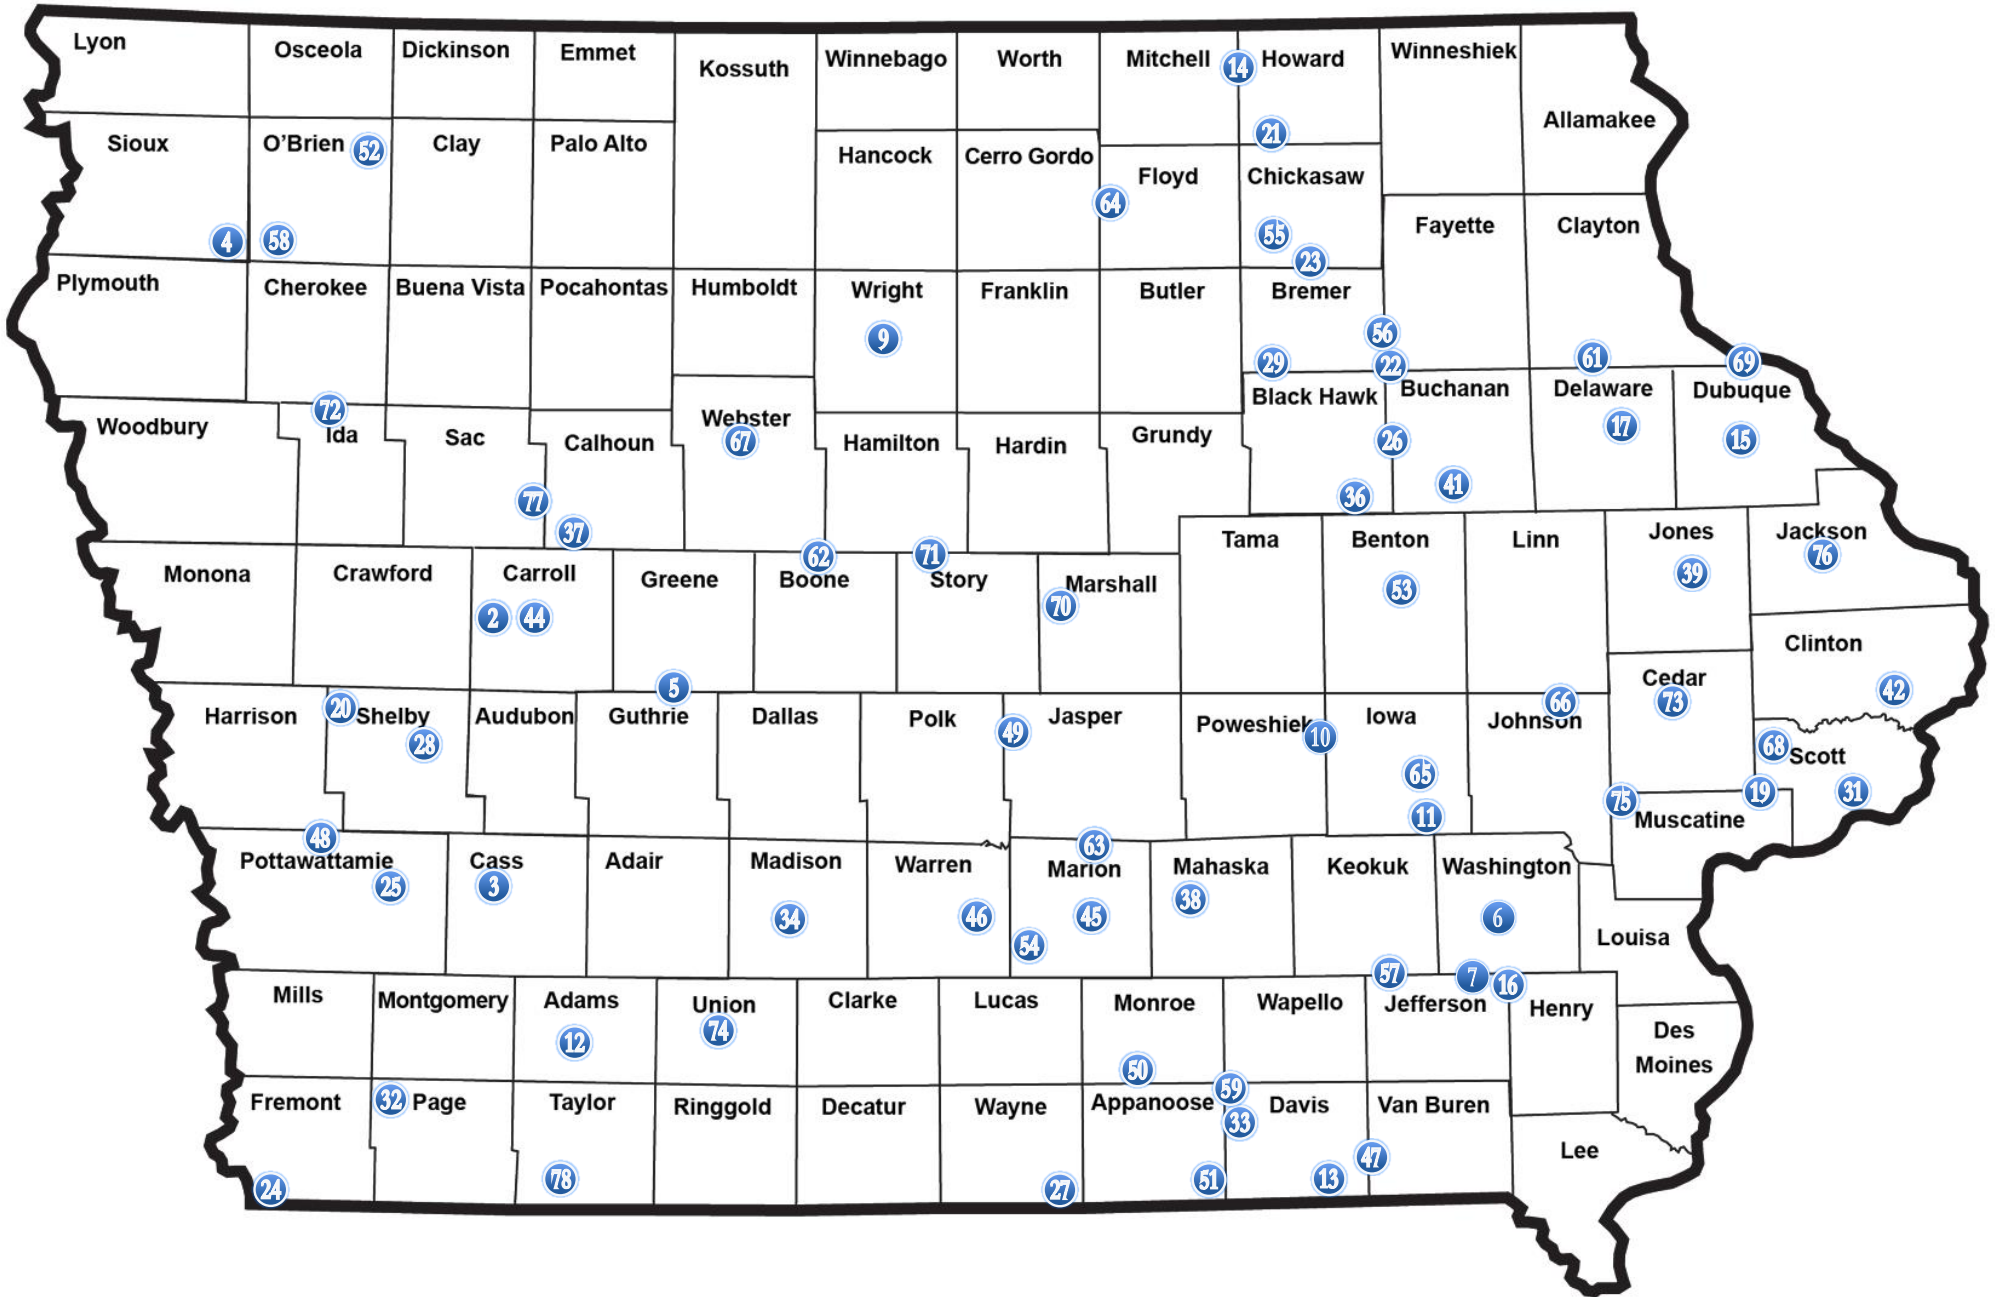 Lyon
Osceola
Dickinson
Emmet
Kossuth
Winnebago
Worth
Mitchell
14
Howard
Winneshiek
Allamakee
21
Sioux
O'Brien
52
Clay
Palo Alto
Hancock
Cerro Gordo
Floyd
64
Chickasaw
55
23
Fayette
Clayton
4
58
Plymouth
Cherokee
Buena Vista
Pocahontas
Humboldt
Wright
9
Franklin
Butler
Bremer
56
29
22
61
69
Woodbury
72
Ida
Sac
77
Calhoun
37
Webster
67
Hamilton
Hardin
Grundy
Black Hawk
26
36
Buchanan
41
Delaware
17
Dubuque
15
Monona
Crawford
Carroll
2
44
Greene
62
Boone
71
Story
Marshall
70
Tama
Benton
53
Linn
Jones
39
Jackson
76
Clinton
42
5
Harrison
20
Shelby
28
Audubon
Guthrie
Dallas
Polk
49
Jasper
Poweshiek
10
Iowa
65
11
66
Johnson
Cedar
73
68
Scott
19
31
75
Muscatine
48
Pottawattamie
25
Cass
3
Adair
Madison
34
Warren
46
63
Marion
45
54
Mahaska
38
Keokuk
Washington
6
Louisa
57
7
16
Mills
Montgomery
Adams
12
Union
74
Clarke
Lucas
Monroe
50
Wapello
Jefferson
Henry
Des
Moines
Fremont
24
32
Page
Taylor
78
Ringgold
Decatur
Wayne
27
Appanoose
51
59
33
Davis
13
47
Van Buren
Lee